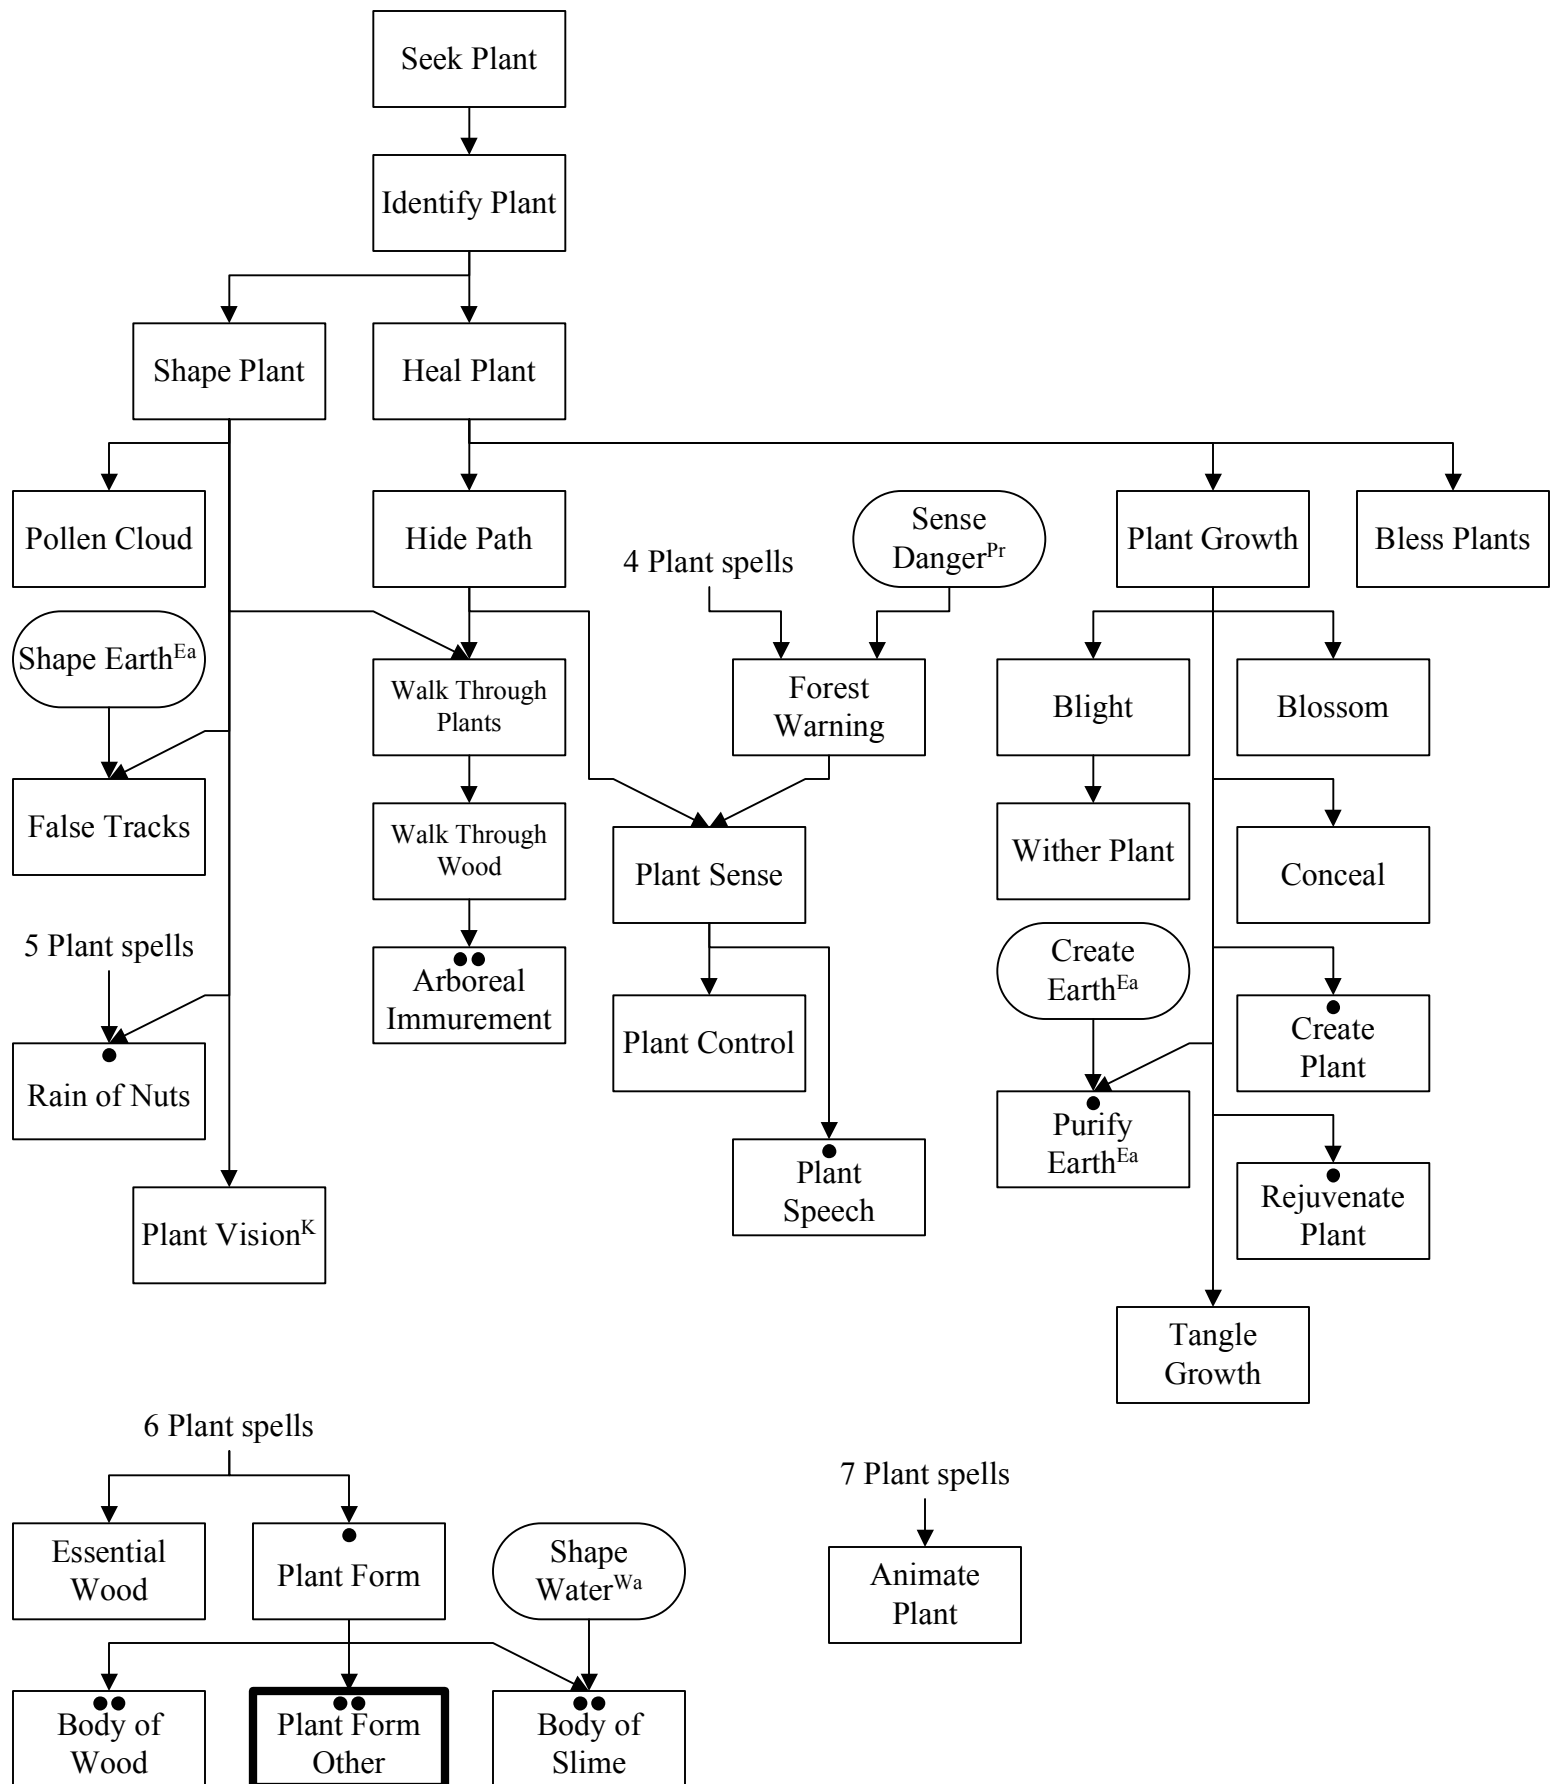 Seek Plant
Identify Plant
Shape Plant
Heal Plant
Pollen Cloud
Hide Path
4 Plant spells
Sense
Danger^Pr
Plant Growth
Bless Plants
Shape Earth^Ea
Walk Through
Plants
Forest
Warning
Blight
Blossom
False Tracks
Walk Through
Wood
Plant Sense
Wither Plant
Conceal
5 Plant spells
Arboreal
Immurement
Create
Earth^Ea
Plant Control
Create
Plant
Rain of Nuts
Purify
Earth^Ea
Plant
Speech
Rejuvenate
Plant
Plant Vision^K
Tangle
Growth
6 Plant spells
7 Plant spells
Essential
Wood
Plant Form
Shape
Water^Wa
Animate
Plant
Body of
Wood
Plant Form
Other
Body of
Slime